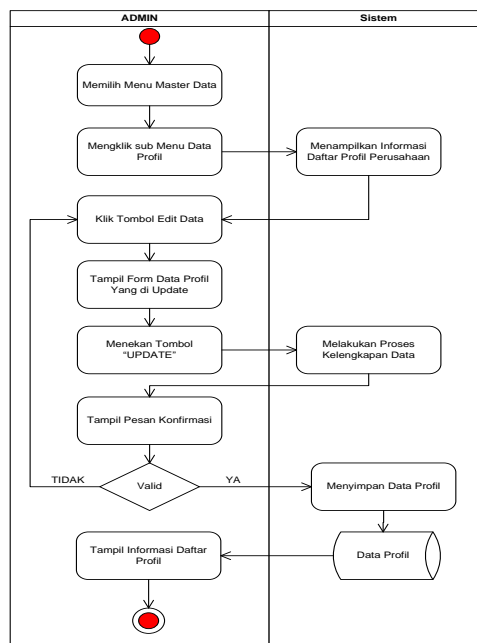 ADMIN
Sistem
Memilih Menu Master Data
Mengklik sub Menu Data
Profil
Menampilkan Informasi
Daftar Profil Perusahaan
Klik Tombol Edit Data
Tampil Form Data Profil
Yang di Update
Menekan Tombol
“UPDATE”
Melakukan Proses
Kelengkapan Data
Tampil Pesan Konfirmasi
TIDAK
Valid
YA
Menyimpan Data Profil
Tampil Informasi Daftar
Profil
Data Profil